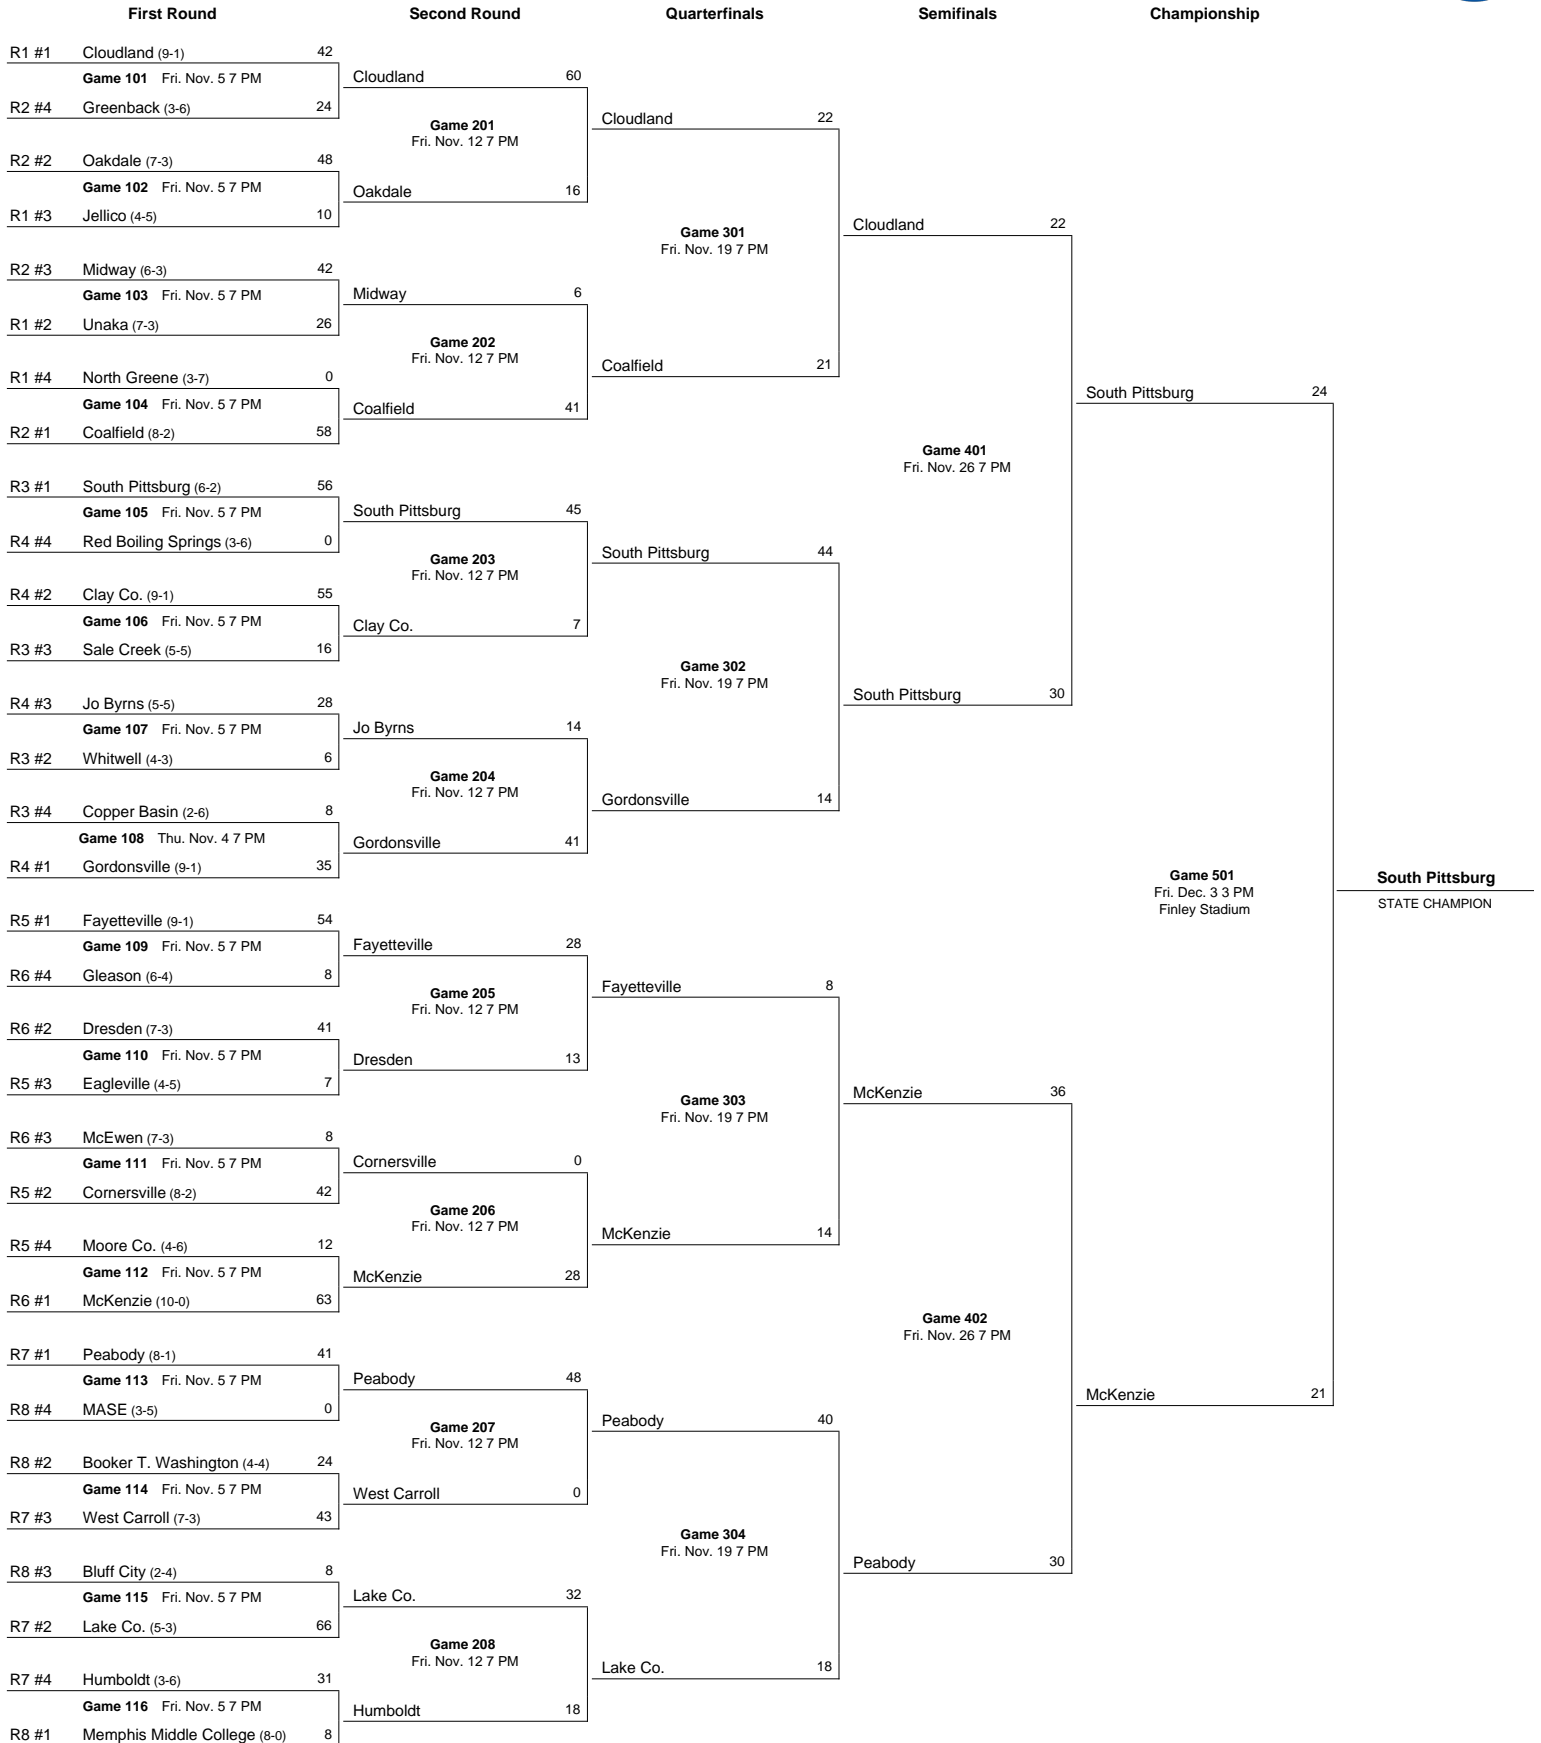 First Round Second Round Quarterfinals Semifinals Championship
R1 #1 Cloudland (9-1) 42
Game 101 Fri. Nov. 5 7 PM
R2 #4 Greenback (3-6) 24
R2 #2 Oakdale (7-3) 48
Game 102 Fri. Nov. 5 7 PM
R1 #3 Jellico (4-5) 10
R2 #3 Midway (6-3) 42
Game 103 Fri. Nov. 5 7 PM
R1 #2 Unaka (7-3) 26
R1 #4 North Greene (3-7) 0
Game 104 Fri. Nov. 5 7 PM
R2 #1 Coalfield (8-2) 58
R3 #1 South Pittsburg (6-2) 56
Game 105 Fri. Nov. 5 7 PM
R4 #4 Red Boiling Springs (3-6) 0
R4 #2 Clay Co. (9-1) 55
Game 106 Fri. Nov. 5 7 PM
R3 #3 Sale Creek (5-5) 16
R4 #3 Jo Byrns (5-5) 28
Game 107 Fri. Nov. 5 7 PM
R3 #2 Whitwell (4-3) 6
R3 #4 Copper Basin (2-6) 8
Game 108 Thu. Nov. 4 7 PM
R4 #1 Gordonsville (9-1) 35
R5 #1 Fayetteville (9-1) 54
Game 109 Fri. Nov. 5 7 PM
R6 #4 Gleason (6-4) 8
R6 #2 Dresden (7-3) 41
Game 110 Fri. Nov. 5 7 PM
R5 #3 Eagleville (4-5) 7
R6 #3 McEwen (7-3) 8
Game 111 Fri. Nov. 5 7 PM
R5 #2 Cornersville (8-2) 42
R5 #4 Moore Co. (4-6) 12
Game 112 Fri. Nov. 5 7 PM
R6 #1 McKenzie (10-0) 63
R7 #1 Peabody (8-1) 41
Game 113 Fri. Nov. 5 7 PM
R8 #4 MASE (3-5) 0
R8 #2 Booker T. Washington (4-4) 24
Game 114 Fri. Nov. 5 7 PM
R7 #3 West Carroll (7-3) 43
R8 #3 Bluff City (2-4) 8
Game 115 Fri. Nov. 5 7 PM
R7 #2 Lake Co. (5-3) 66
R7 #4 Humboldt (3-6) 31
Game 116 Fri. Nov. 5 7 PM
R8 #1 Memphis Middle College (8-0) 8
Cloudland 60
Game 201
Fri. Nov. 12 7 PM
Oakdale 16
Midway 6
Game 202
Fri. Nov. 12 7 PM
Coalfield 41
South Pittsburg 45
Game 203
Fri. Nov. 12 7 PM
Clay Co. 7
Jo Byrns 14
Game 204
Fri. Nov. 12 7 PM
Gordonsville 41
Fayetteville 28
Game 205
Fri. Nov. 12 7 PM
Dresden 13
Cornersville 0
Game 206
Fri. Nov. 12 7 PM
McKenzie 28
Peabody 48
Game 207
Fri. Nov. 12 7 PM
West Carroll 0
Lake Co. 32
Game 208
Fri. Nov. 12 7 PM
Humboldt 18
Cloudland 22
Game 301
Fri. Nov. 19 7 PM
Coalfield 21
South Pittsburg 44
Game 302
Fri. Nov. 19 7 PM
Gordonsville 14
Fayetteville 8
Game 303
Fri. Nov. 19 7 PM
McKenzie 14
Peabody 40
Game 304
Fri. Nov. 19 7 PM
Lake Co. 18
Cloudland 22
Game 401
Fri. Nov. 26 7 PM
South Pittsburg 30
McKenzie 36
Game 402
Fri. Nov. 26 7 PM
Peabody 30
South Pittsburg 24
Game 501
Fri. Dec. 3 3 PM
Finley Stadium
McKenzie 21
South Pittsburg
STATE CHAMPION